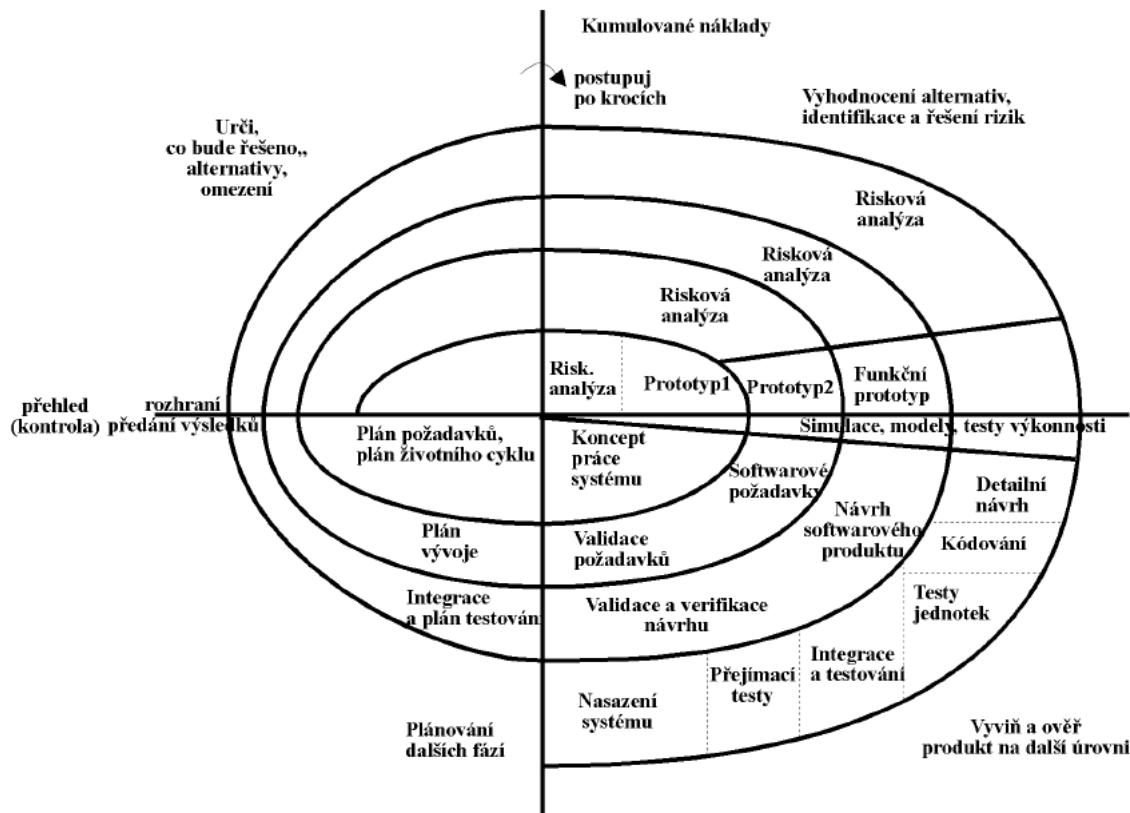 Kumulované náklady
postupuj
po krocích
Vyhodnocení alternativ,
identifikace a řešení rizik
Urči,
co bude řešeno,,
alternativy,
omezení
Risková
analýza
Risková
analýza
Risková
analýza
Risk.
analýza
Prototyp1
Prototyp2
Funkční
prototyp
přehled
(kontrola)
rozhraní
předání výsledků
Simulace, modely, testy výkonnosti
Plán požadavků,
plán životního cyklu
Koncept
práce
systému
Softwarové
požadavky
Detailní
návrh
Návrh
softwarového
produktu
Kódování
Plán
vývoje
Validace
požadavků
Testy
jednotek
Integrace
a plán testování
Validace a verifikace
návrhu
Integrace
a testování
Přejímací
testy
Nasazení
systému
Plánování
dalších fází
Vyviň a ověř
produkt na další úrovni